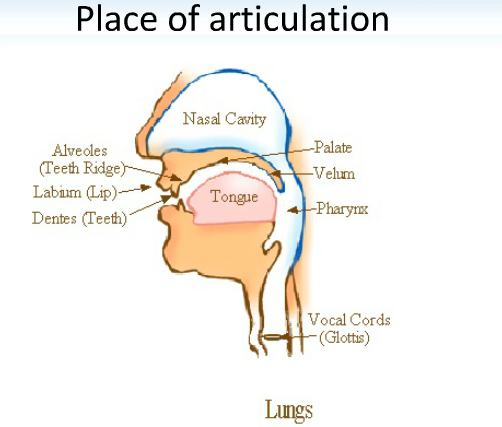 Place of articulation
Nasal Cavity
Alveoles
(Teeth Ridge)
Labium (Lip)
Dentes (Teeth)
Palate
Velum
Tongue
Pharynx
Vocal Cords
(Glottis)
Lungs